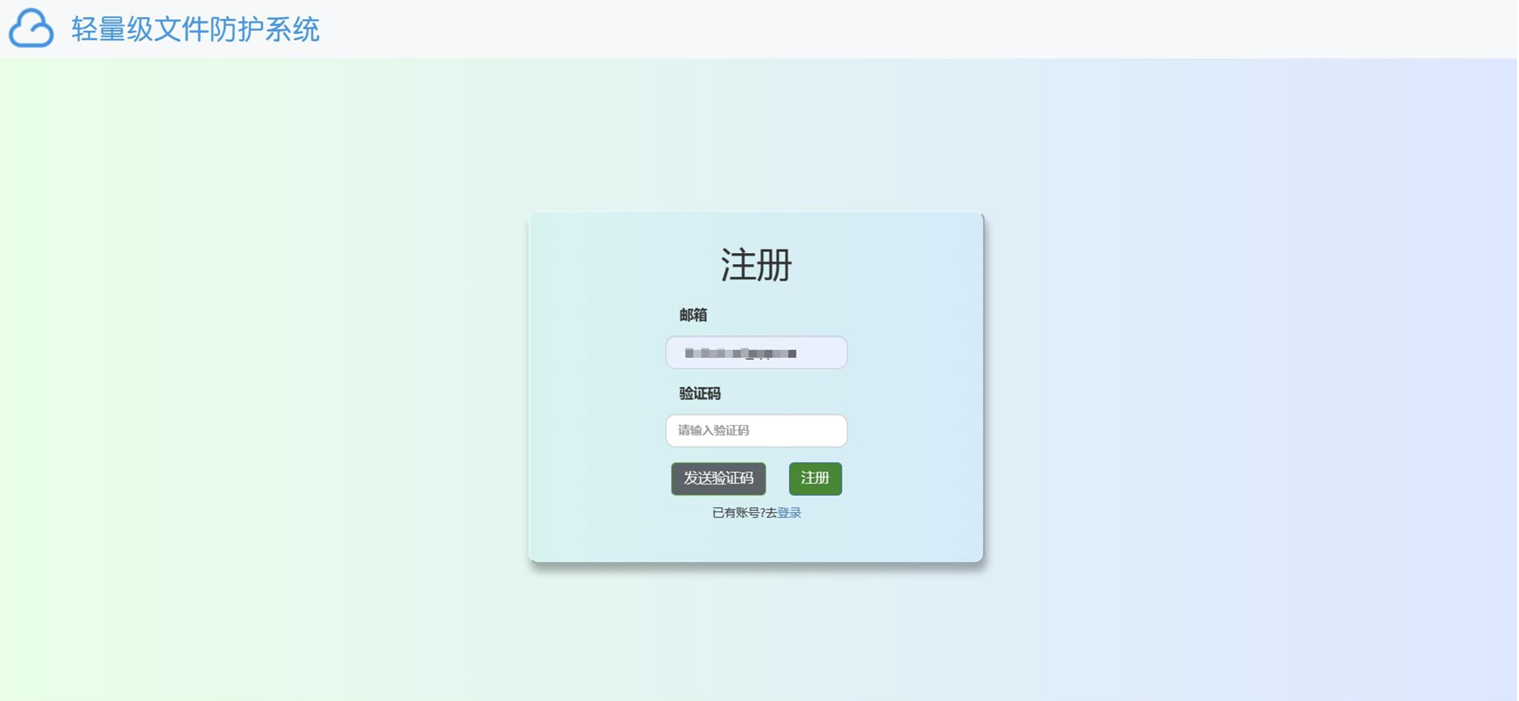 轻量级文件防护系统
注册
邮箱
验证码
请输入验证码
发送验证码 注册
已有账号?去登录